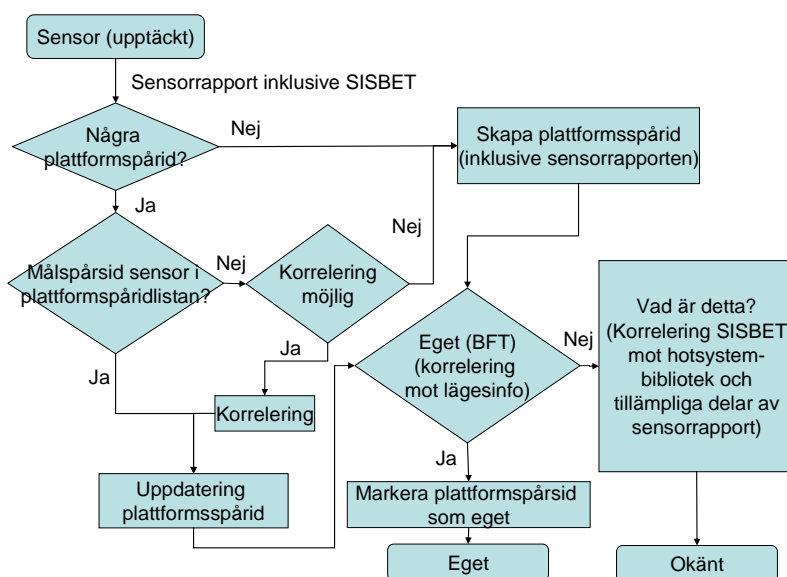 Sensor (upptäckt)
Sensorrapport inklusive SISBET
Några
plattformspårid?
Nej
Skapa plattformsspårid
(inklusive sensorrapporten)
Ja
Nej
Målspårsid sensor i
plattformspåridlistan?
Nej
Korrelering
möjlig
Ja
Ja
Korrelering
Uppdatering
plattformsspårid
Eget (BFT)
(korrelering
mot lägesinfo)
Nej
Vad är detta?
(Korrelering SISBET
mot hotsystem-
bibliotek och
tillämpliga delar av
sensorrapport)
Ja
Markera plattformspårsid
som eget
Eget
Okänt